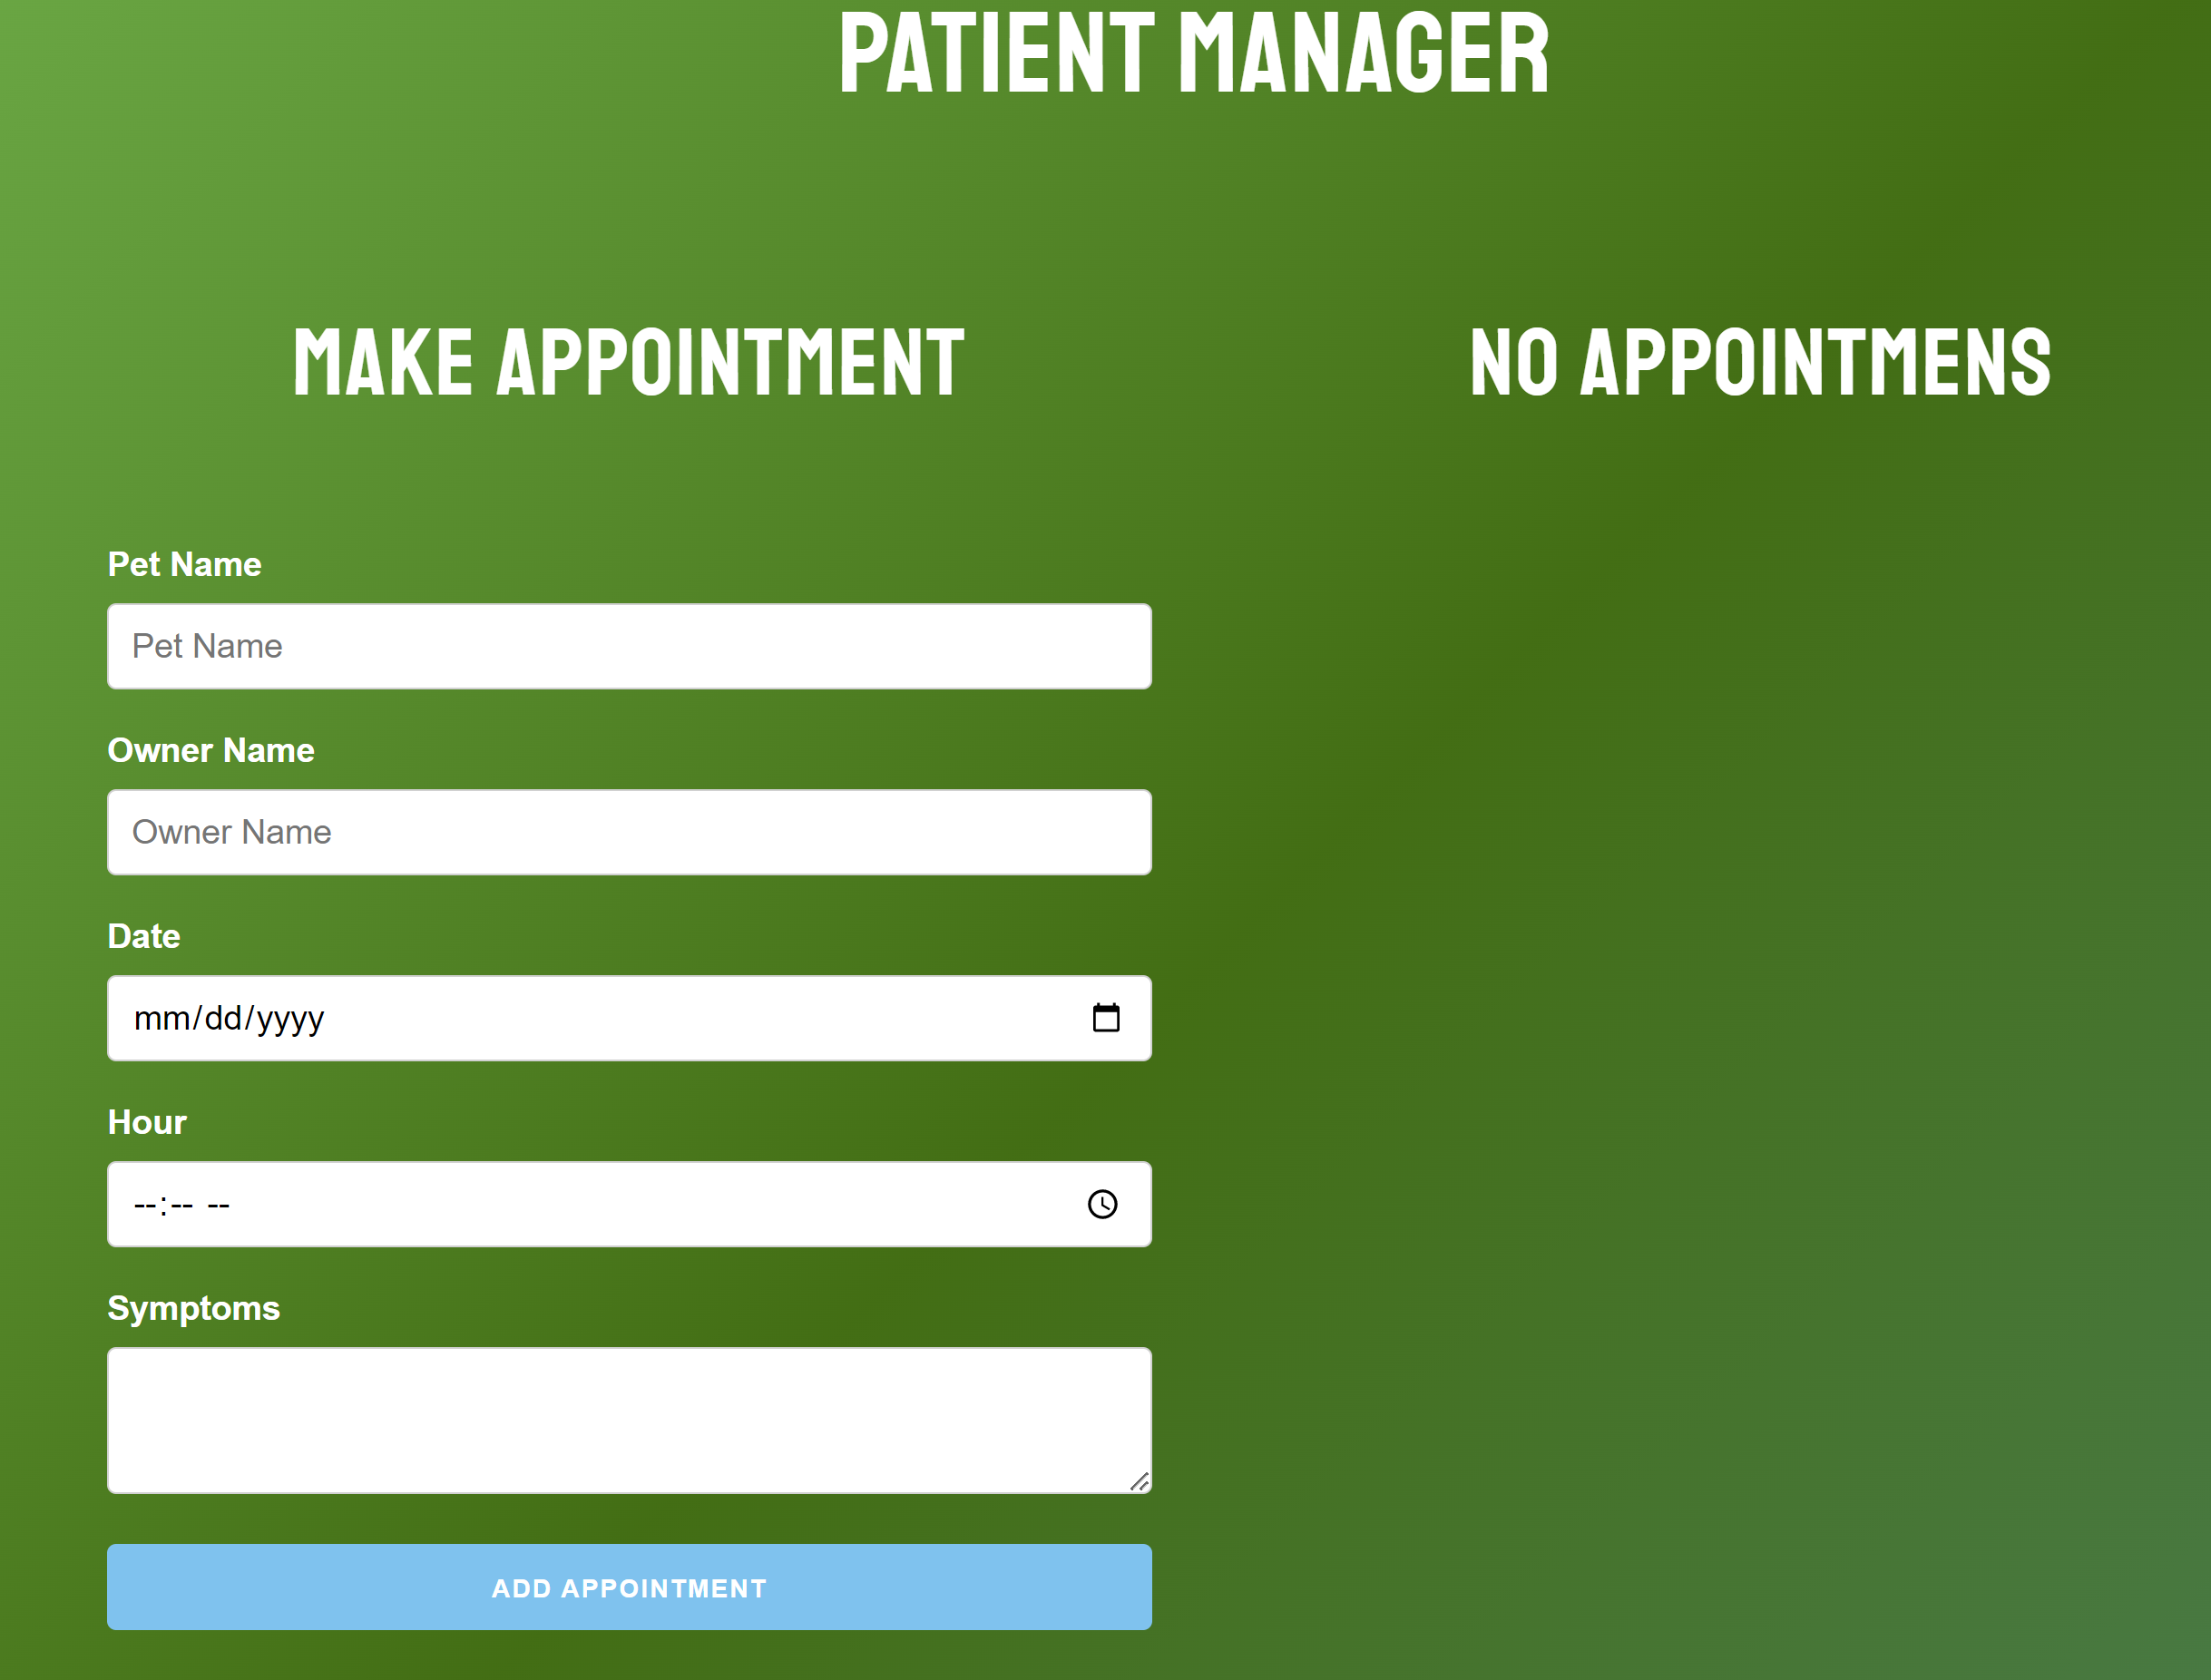 PATIENT MANAGER
MAKE APPOINTMENT
NO APPOINTMENS
Pet Name
Pet Name
Owner Name
Owner Name
Date
mm/dd/yyyy
Hour
--:-- --
Symptoms
ADD APPOINTMENT